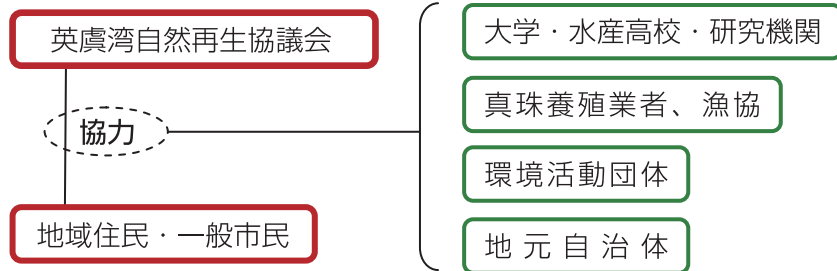 英虞湾自然再生協議会
協力
地域住民・一般市民
大学・水産高校・研究機関
真珠養殖業者、漁協
環境活動団体
地元自治体